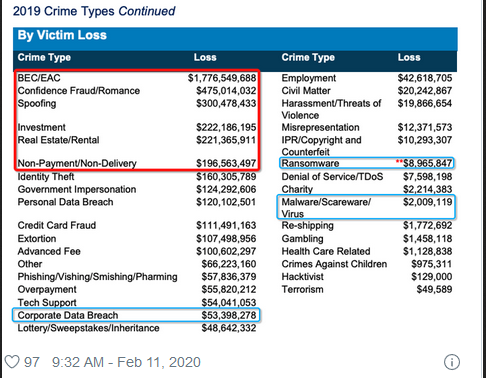 2019 Crime Types Continued
By Victim Loss
Crime Type Loss Crime Type Loss
BEC/EAC $1,776,549,688 Employment $42,618,705
Confidence Fraud/Romance $475,014,032 Civil Matter $20,242,867
Spoofing $300,478,433 Harassment/Threats of $19,866,654
Violence
Investment $222,186,195 Misrepresentation $12,371,573
Real Estate/Rental $221,365,911 IPR/Copyright and $10,293,307
Counterfeit
Non-Payment/Non-Delivery $196,563,497 Ransomware **$8,965,847
Identity Theft $160,305,789 Denial of Service/TDoS $7,598,198
Government Impersonation $124,292,606 Charity $2,214,383
Personal Data Breach $120,102,501 Malware/Scareware/ $2,009,119
Virus
Credit Card Fraud $111,491,163 Re-shipping $1,772,692
Extortion $107,498,956 Gambling $1,458,118
Advanced Fee $100,602,297 Health Care Related $1,128,838
Other $66,223,160 Crimes Against Children $975,311
Phishing/Vishing/Smishing/Pharming $57,836,379 Hacktivist $129,000
Overpayment $55,820,212 Terrorism $49,589
Tech Support $54,041,053
Corporate Data Breach $53,398,278
Lottery/Sweepstakes/Inheritance $48,642,332
97 9:32 AM - Feb 11, 2020